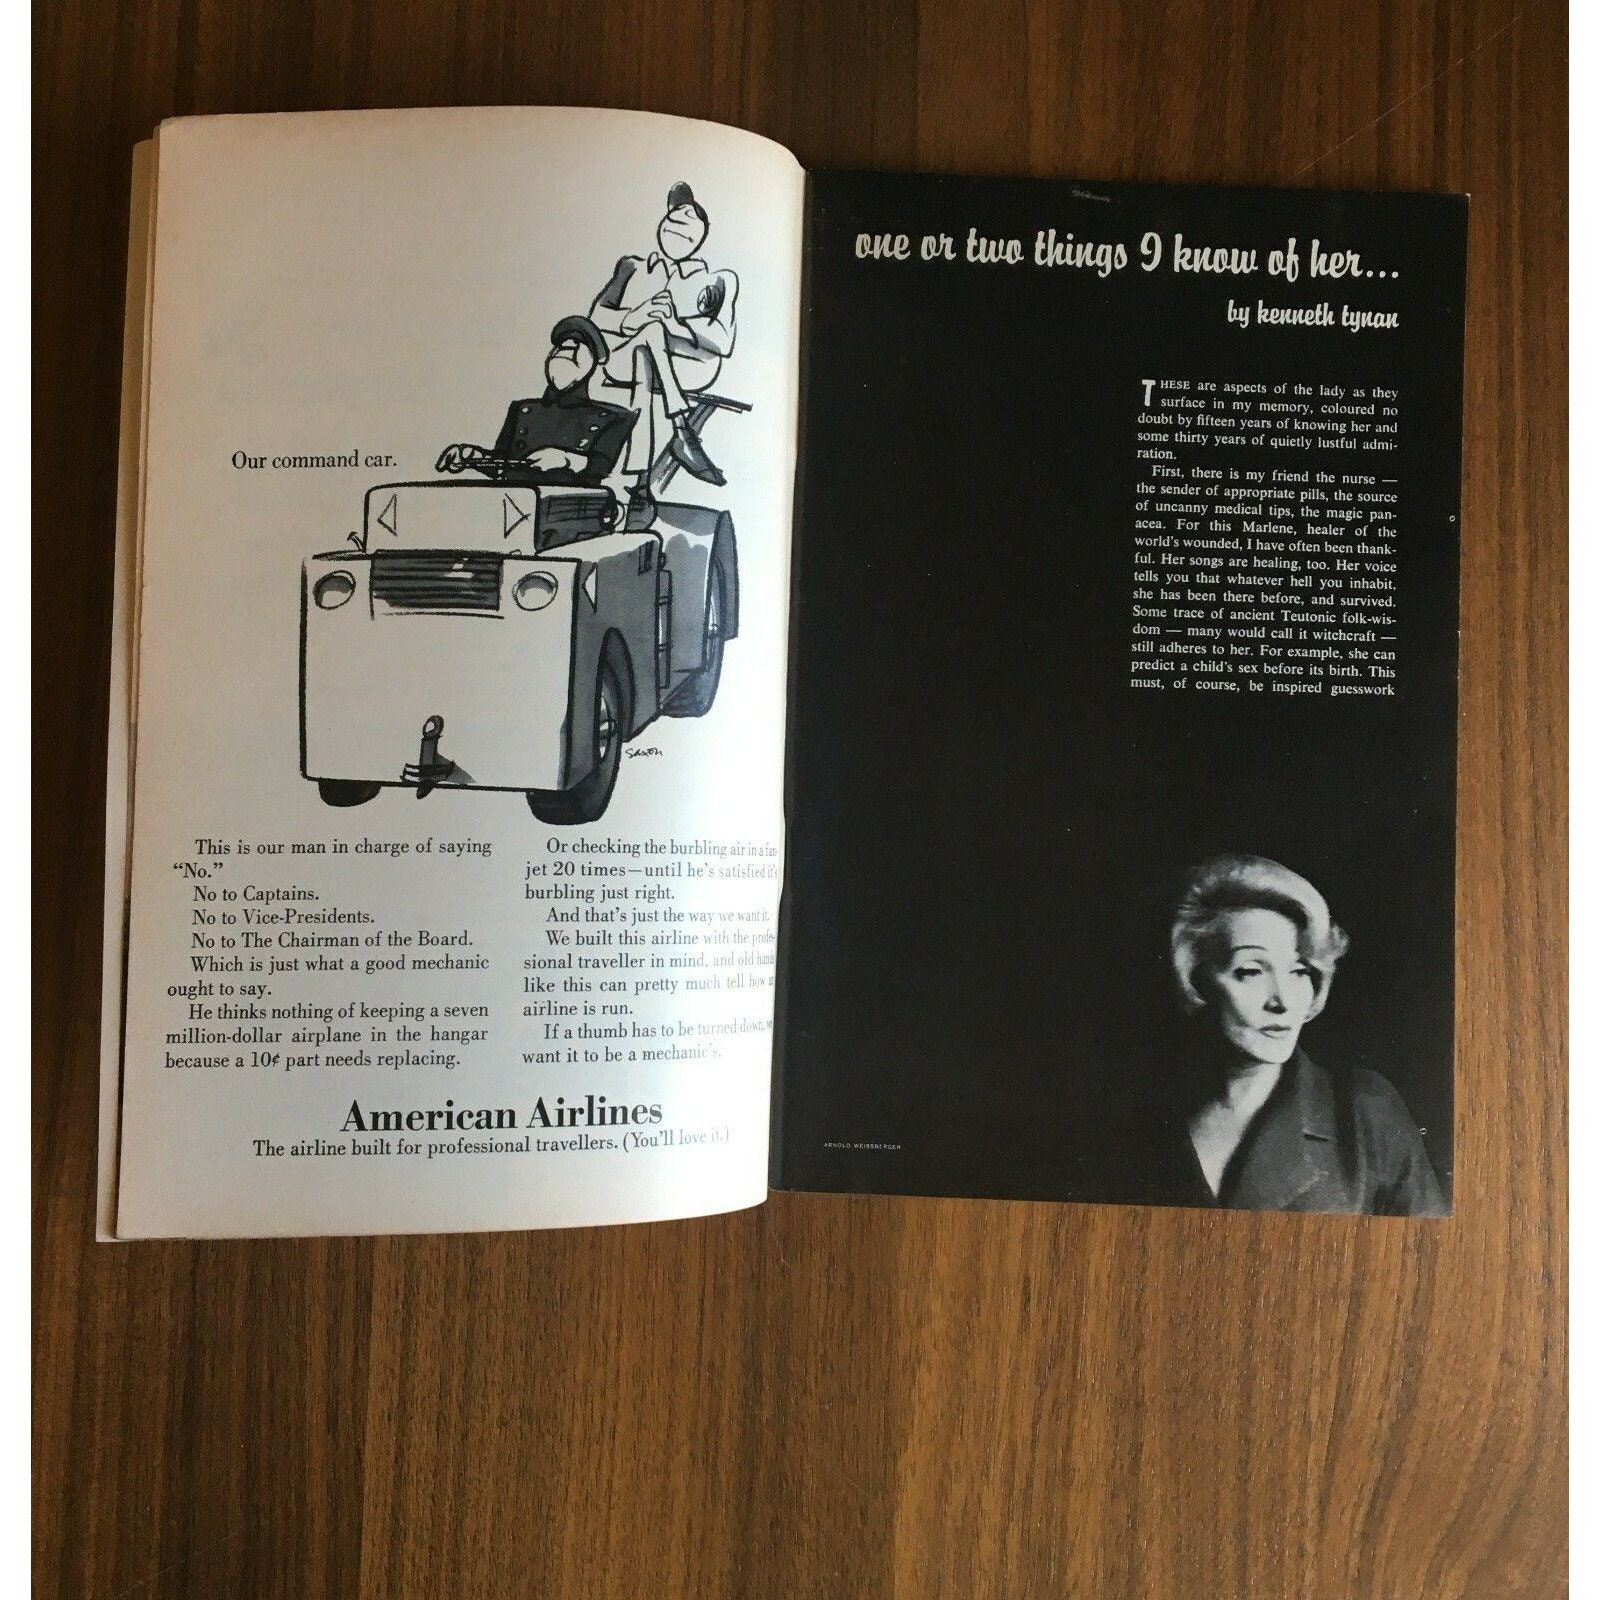 Our command car.
Saxon
This is our man in charge of saying
“No.”
No to Captains.
No to Vice-Presidents.
No to The Chairman of the Board.
Which is just what a good mechanic
ought to say.
He thinks nothing of keeping a seven
million-dollar airplane in the hangar
because a 10¢ part needs replacing.
Or checking the burbling air in a fan-
jet 20 times—until he's satisfied it's
burbling just right.
And that's just the way we want it.
We built this airline with the profes-
sional traveller in mind, and old hands
like this can pretty much tell how an
airline is run.
If a thumb has to be turned down, we
want it to be a mechanic's.
American Airlines
The airline built for professional travellers. (You'll love it.)
one or two things I know of her...
by kenneth tynan
THESE are aspects of the lady as they
surface in my memory, coloured no
doubt by fifteen years of knowing her and
some thirty years of quietly lustful admi-
ration.
First, there is my friend the nurse —
the sender of appropriate pills, the source
of uncanny medical tips, the magic pan-
acea. For this Marlene, healer of the
world's wounded, I have often been thank-
ful. Her songs are healing, too. Her voice
tells you that whatever hell you inhabit,
she has been there before, and survived.
Some trace of ancient Teutonic folk-wis-
dom — many would call it witchcraft —
still adheres to her. For example, she can
predict a child's sex before its birth. This
must, of course, be inspired guesswork
ARNOLD WEISSBERGER